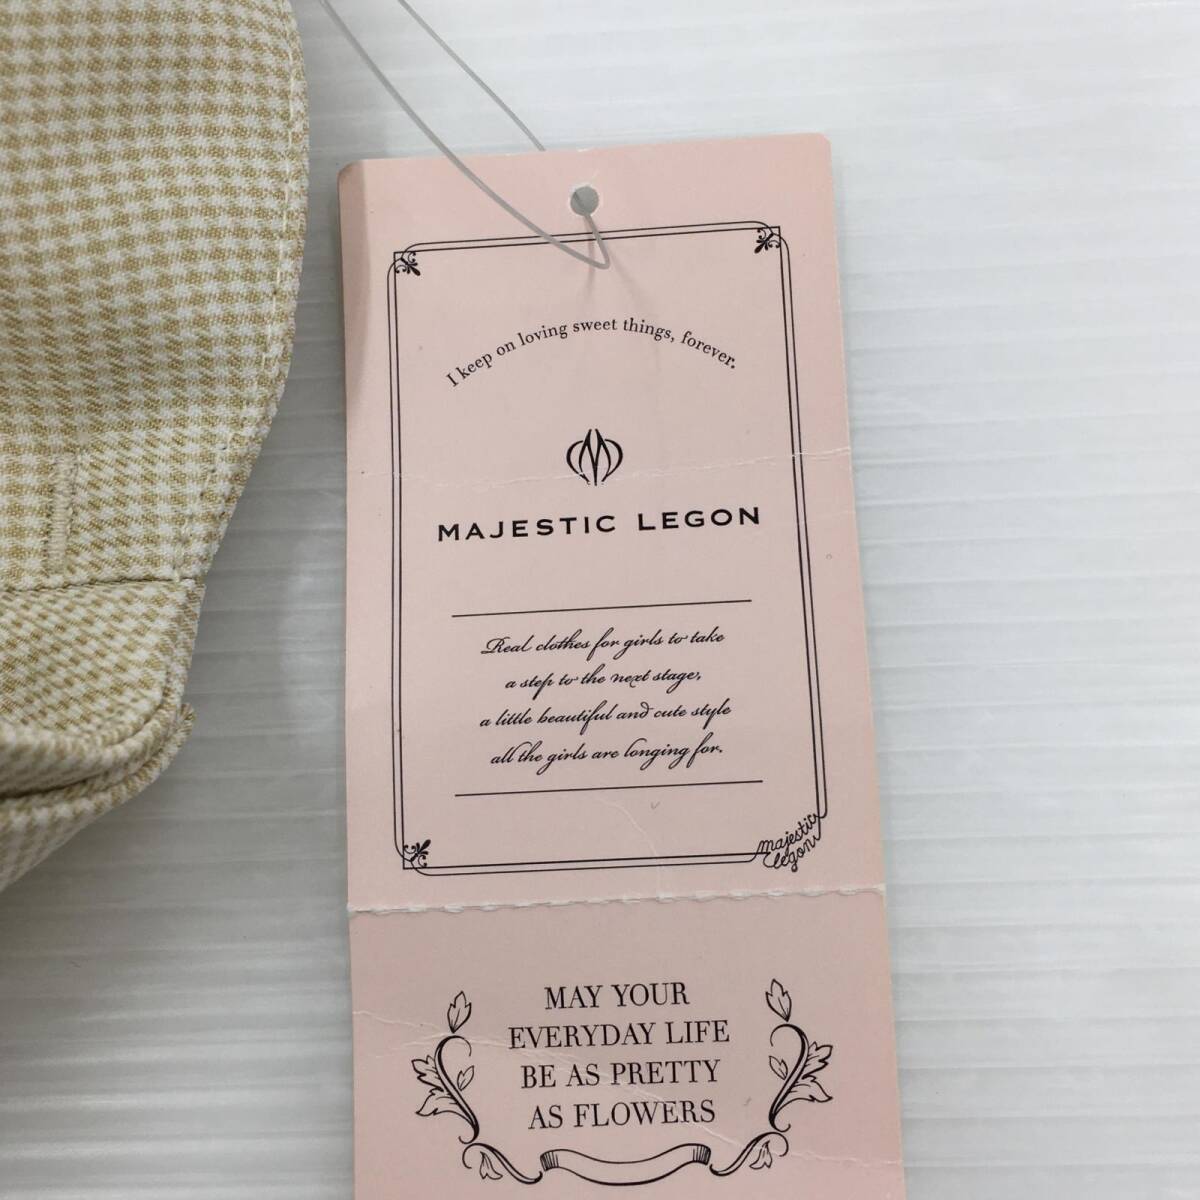 I keep on loving sweet things, forever.
MAJESTIC LEGON
Real clothes for girls to take
a step to the next stage,
a little beautiful and cute style
all the girls are longing for.
majestic
legon
MAY YOUR
EVERYDAY LIFE
BE AS PRETTY
AS FLOWERS